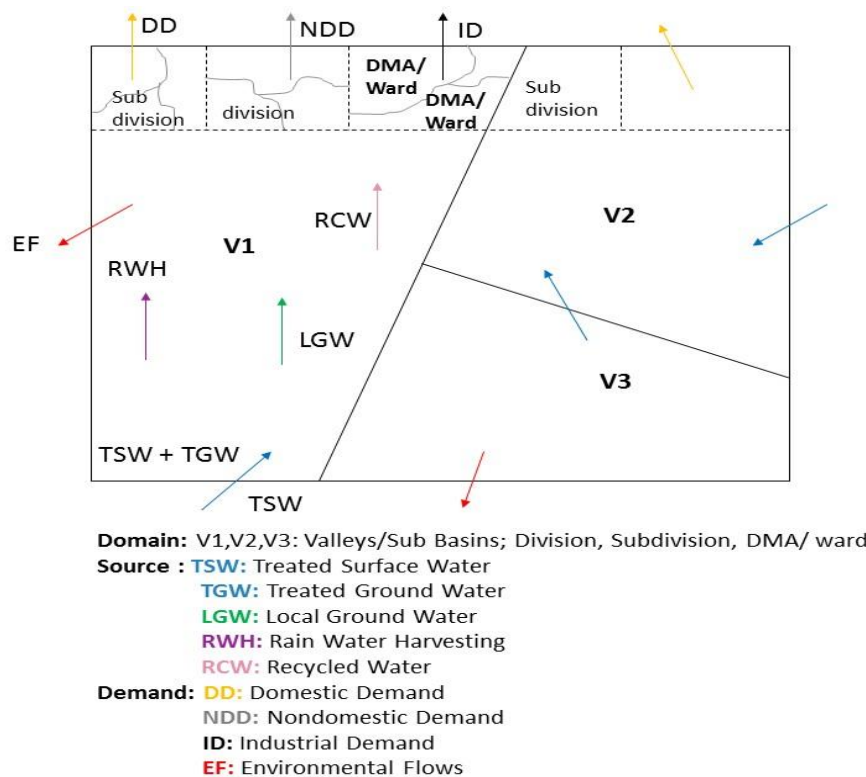 DD
NDD
ID
DMA/
Ward
DMA/
Ward
Sub
division
division
Sub
division
RCW
V2
EF
V1
RWH
LGW
V3
TSW + TGW
TSW
Domain: V1,V2,V3: Valleys/Sub Basins; Division, Subdivision, DMA/ ward
Source : TSW: Treated Surface Water
TGW: Treated Ground Water
LGW: Local Ground Water
RWH: Rain Water Harvesting
RCW: Recycled Water
Demand: DD: Domestic Demand
NDD: Nondomestic Demand
ID: Industrial Demand
EF: Environmental Flows